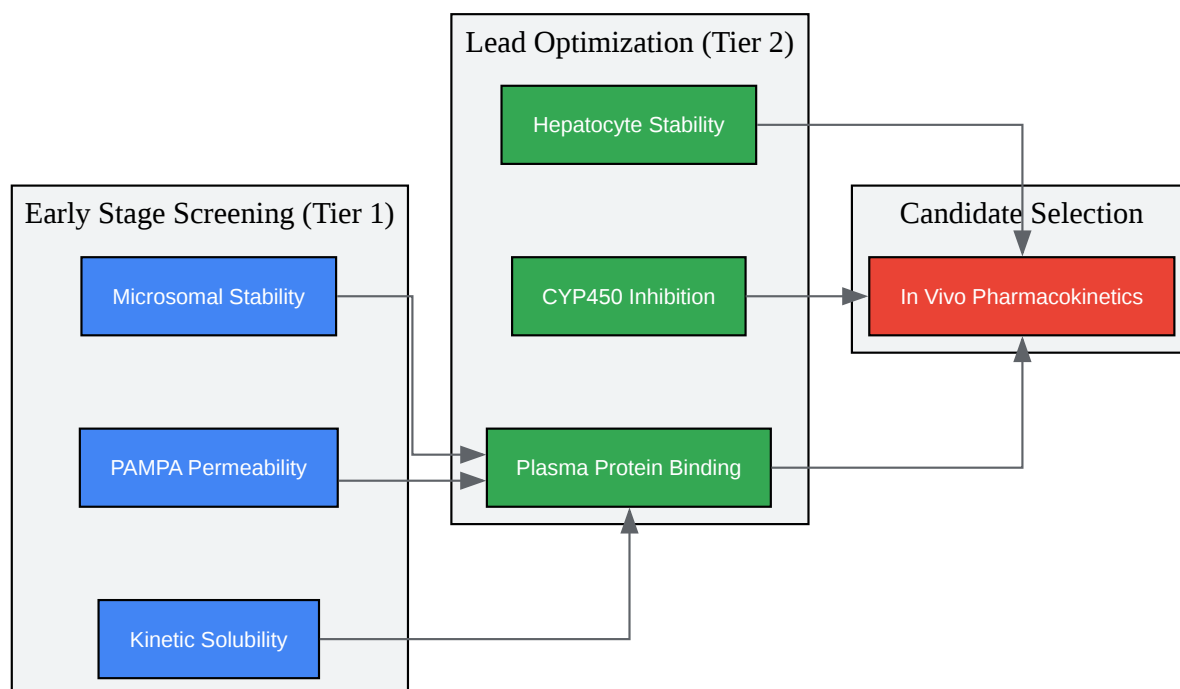 Lead Optimization (Tier 2)
Hepatocyte Stability
CYP450 Inhibition
Plasma Protein Binding
Early Stage Screening (Tier 1)
Microsomal Stability
PAMPA Permeability
Kinetic Solubility
Candidate Selection
In Vivo Pharmacokinetics